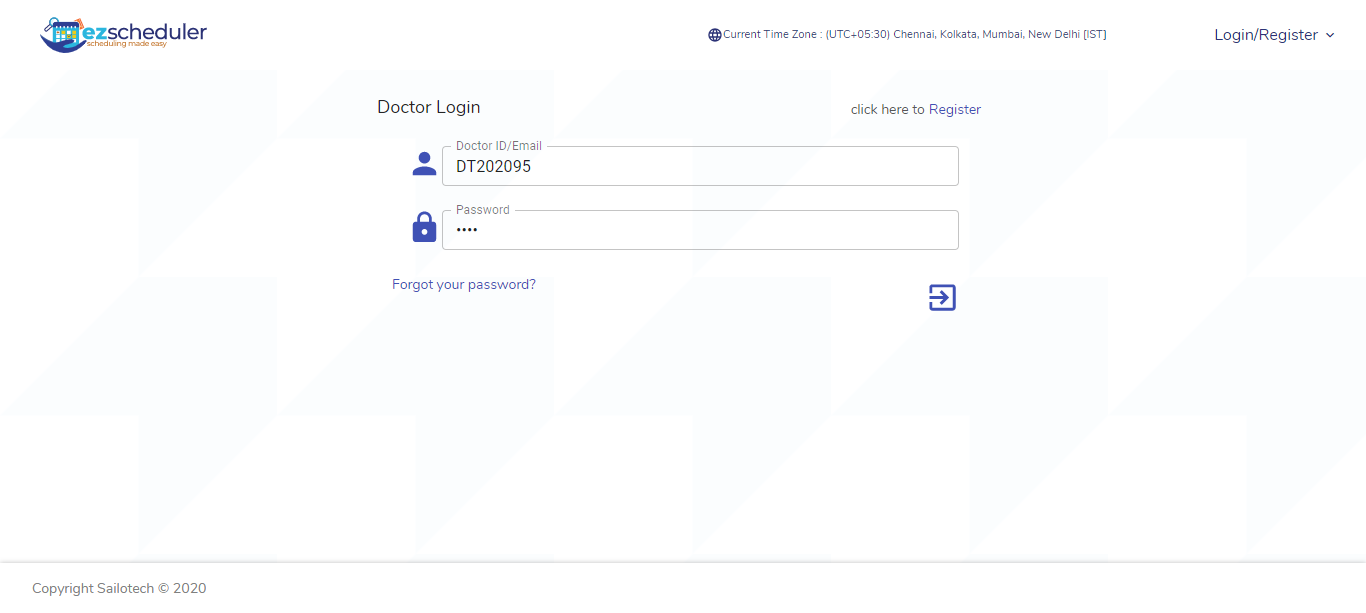 ezscheduler
scheduling made easy
Current Time Zone : (UTC+05:30) Chennai, Kolkata, Mumbai, New Delhi [IST]
Login/Register
Doctor Login
click here to Register
Doctor ID/Email
DT202095
Password
••••
Forgot your password?
Copyright Sailotech © 2020